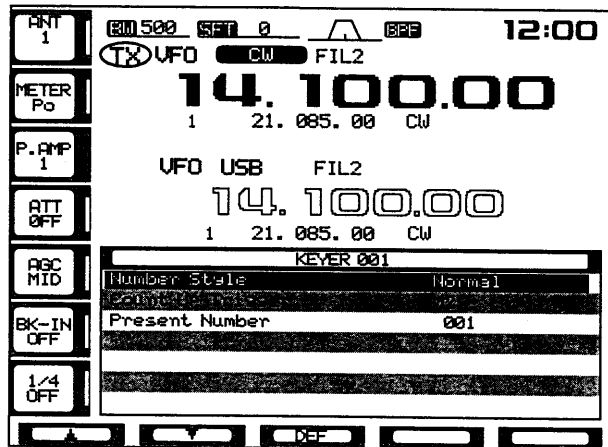 ANT
1
BW 500 SFT 0 BPF 12:00
TX VFO CW FIL2
METER
Po
14.100.00
1 21.085.00 CW
P.AMP
1
VFO USB FIL2
ATT
OFF
14.100.00
1 21.085.00 CW
AGC
MID
KEYER 001
Number Style Normal
BK-IN
OFF
Present Number 001
1/4
OFF
▲ ▼ DEF